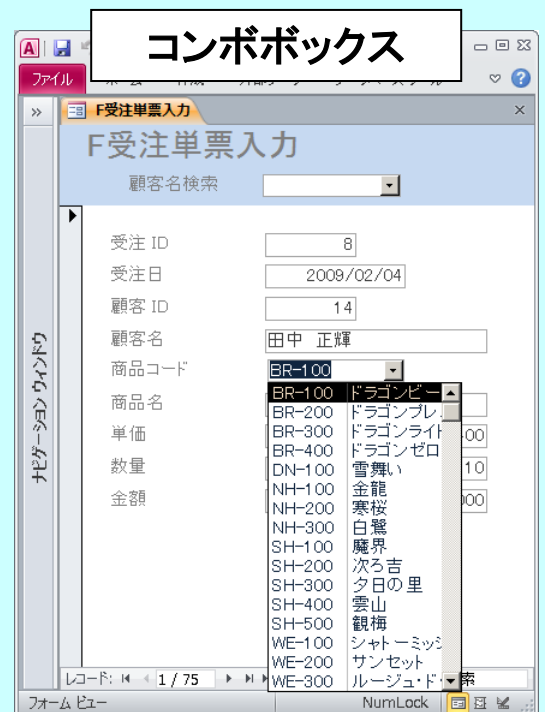 コンボボックス
ファイル
F受注単票入力
F受注単票入力
顧客名検索
受注 ID 8
受注日 2009/02/04
顧客 ID 14
顧客名 田中 正輝
商品コード BR-100
商品名
単価 00
数量 10
金額 000
BR-100 ドラゴンビー
BR-200 ドラゴンプレ
BR-300 ドラゴンライト
BR-400 ドラゴンゼロ
DN-100 雪舞い
NH-100 金龍
NH-200 寒桜
NH-300 白鷺
SH-100 魔界
SH-200 次ろ吉
SH-300 夕日の里
SH-400 雲山
SH-500 観梅
WE-100 シャトーミッシ
WE-200 サンセット
WE-300 ルージュ・ド
ナビゲーション ウィンドウ
レコード: 1 / 75 索
フォーム ビュー NumLock